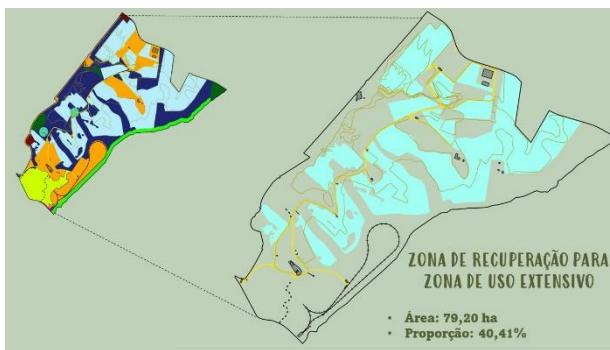 ZONA DE RECUPERAÇÃO PARA
ZONA DE USO EXTENSIVO
• Área: 79,20 ha
• Proporção: 40,41%